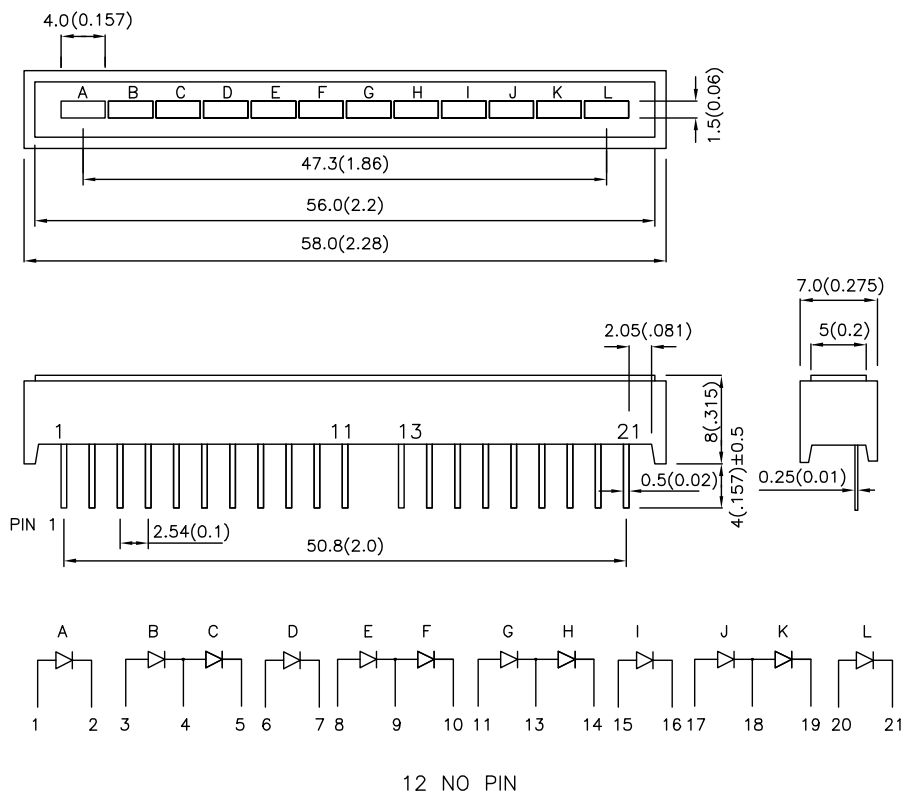 4.0(0.157)
A B C D E F G H I J K L
1.5(0.06)
47.3(1.86)
56.0(2.2)
58.0(2.28)
7.0(0.275)
2.05(.081)
5(0.2)
1 11 13 21
8(.315)
0.5(0.02)
4(.157)±0.5
0.25(0.01)
PIN 1
2.54(0.1)
50.8(2.0)
A B C D E F G H I J K L
1 2 3 4 5 6 7 8 9 10 11 13 14 15 16 17 18 19 20 21
12 NO PIN